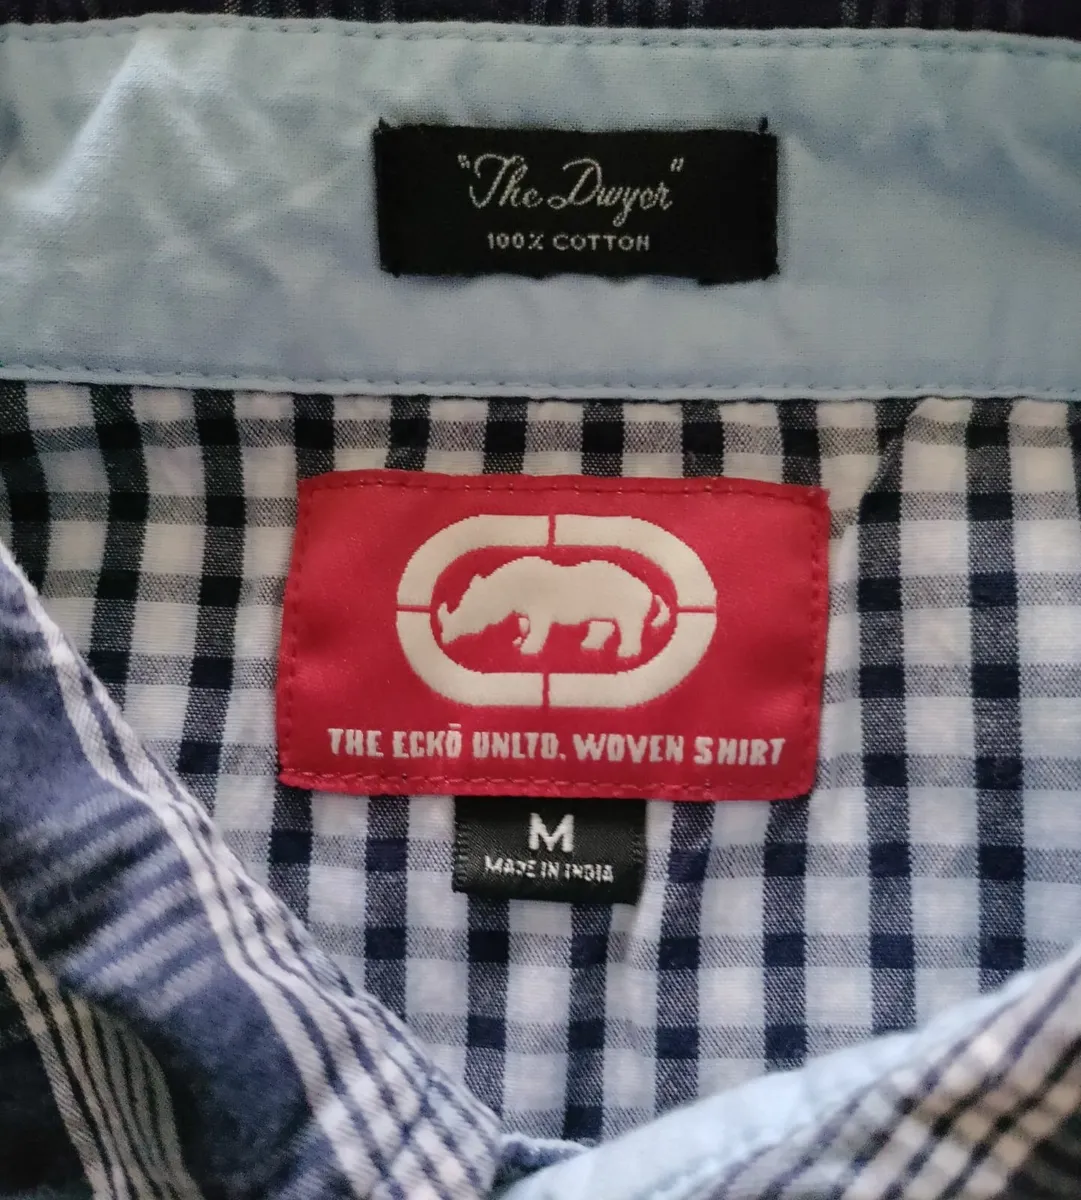 "The Dwyer"
100% COTTON
THE ECKŌ UNLTD. WOVEN SHIRT
M
MADE IN INDIA